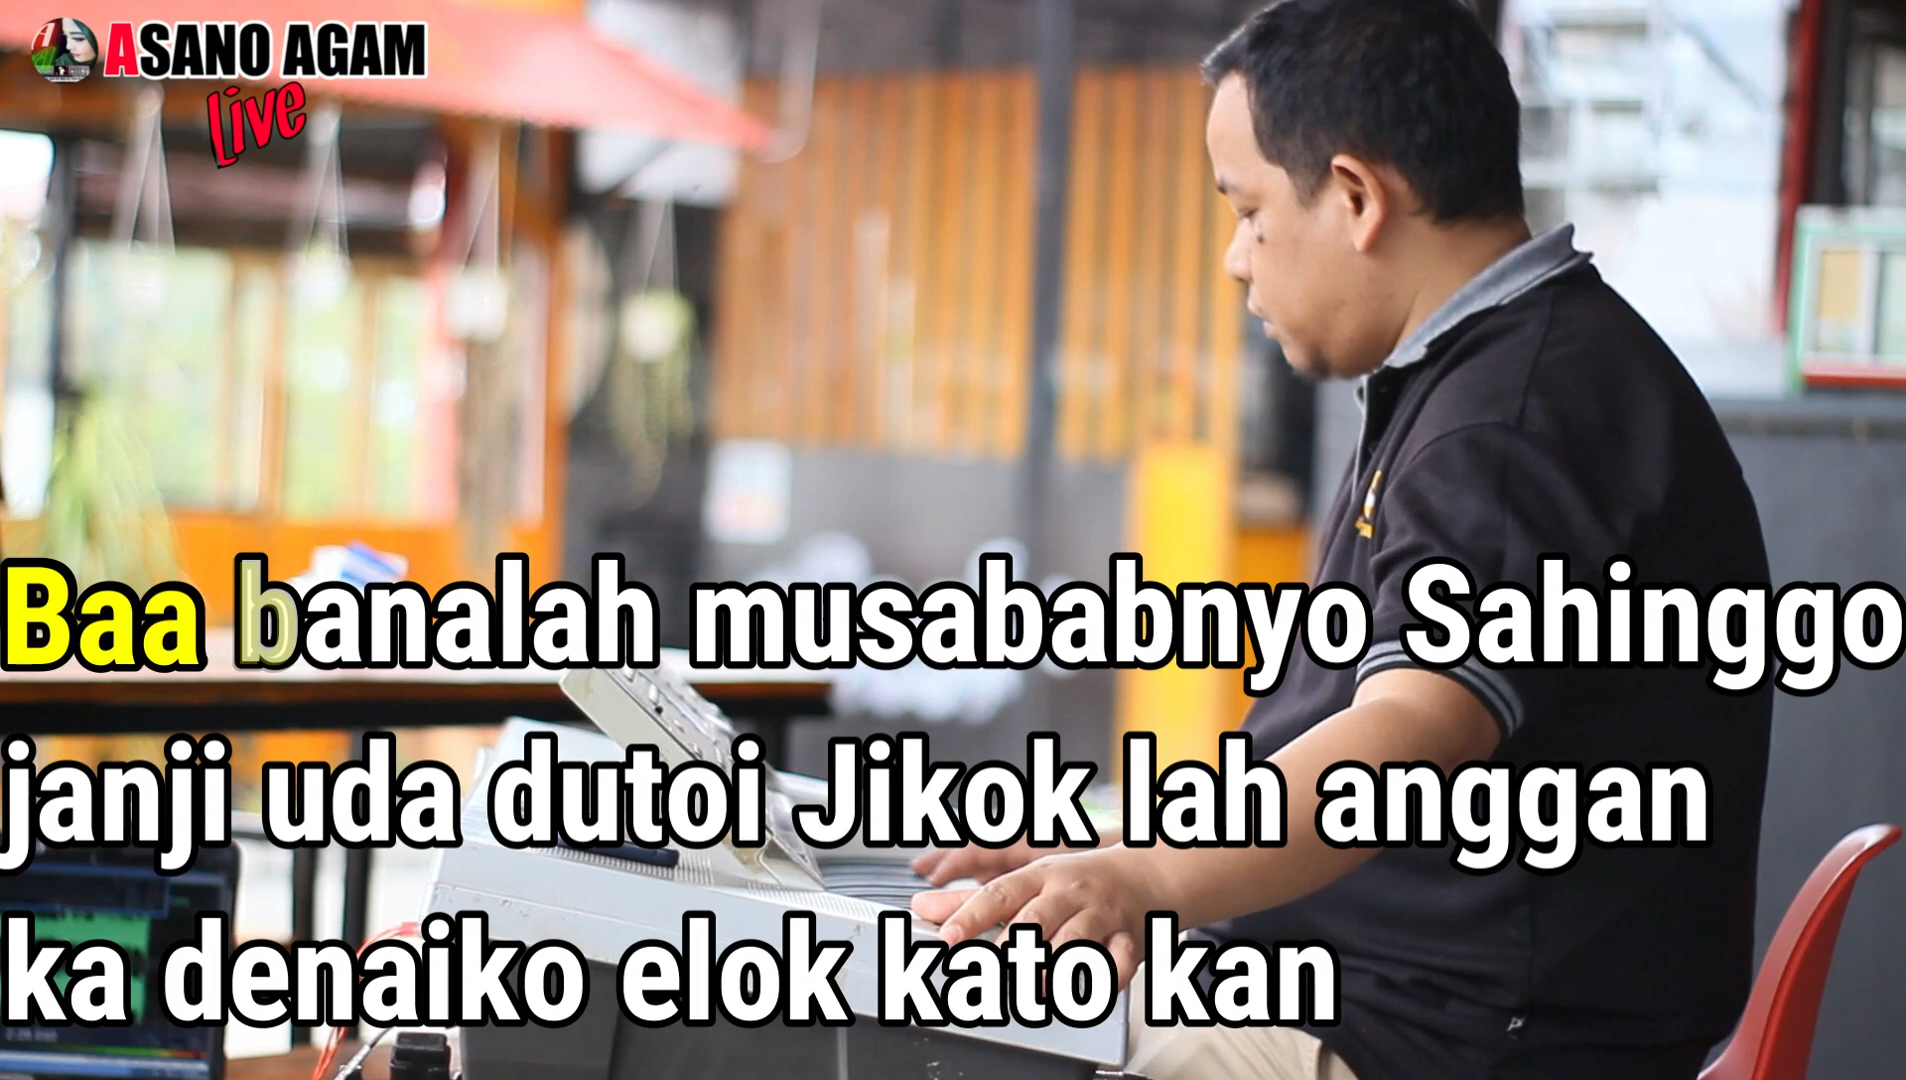 ASANO AGAM
Live
Baa banalah musababnyo Sahinggo
janji uda dutoi Jikok lah anggan
ka denaiko elok kato kan